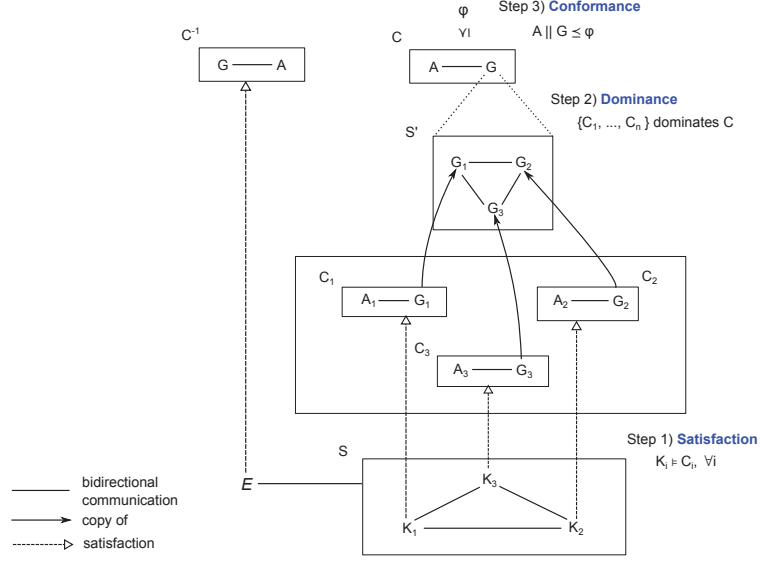 φ
Step 3) Conformance
C⁻¹
C
γι
A || G ⪯ φ
G A
A G
Step 2) Dominance
{C₁, ..., Cₙ } dominates C
S'
G₁ G₂
G₃
C₁
C₂
A₁ G₁
A₂ G₂
C₃
A₃ G₃
Step 1) Satisfaction
S
Kᵢ ⊨ Cᵢ, ∀i
E
K₃
K₁ K₂
bidirectional
communication
copy of
satisfaction